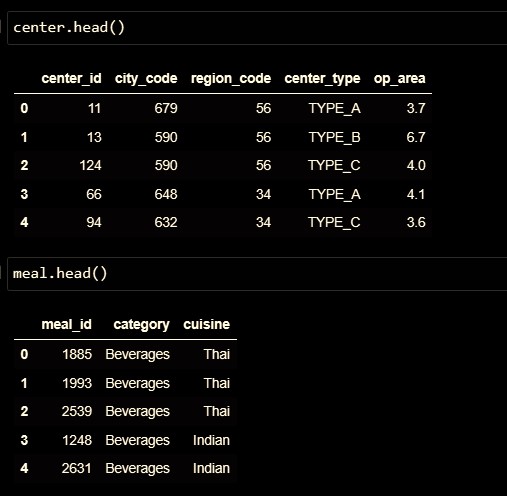 center.head()
center_id city_code region_code center_type op_area
0 11 679 56 TYPE_A 3.7
1 13 590 56 TYPE_B 6.7
2 124 590 56 TYPE_C 4.0
3 66 648 34 TYPE_A 4.1
4 94 632 34 TYPE_C 3.6
meal.head()
meal_id category cuisine
0 1885 Beverages Thai
1 1993 Beverages Thai
2 2539 Beverages Thai
3 1248 Beverages Indian
4 2631 Beverages Indian